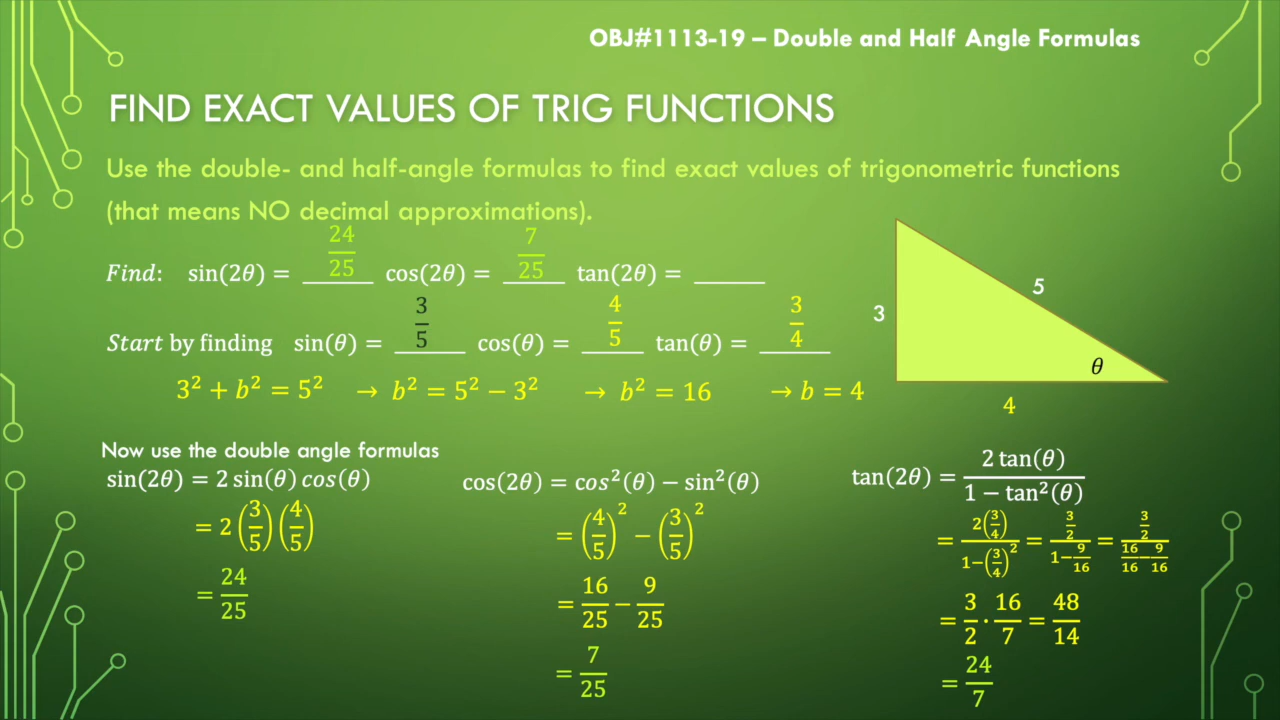 OBJ#1113-19 – Double and Half Angle Formulas
FIND EXACT VALUES OF TRIG FUNCTIONS
Use the double- and half-angle formulas to find exact values of trigonometric functions
(that means NO decimal approximations).
Find: sin(2θ) = 24/25 cos(2θ) = 7/25 tan(2θ) = ______
Start by finding sin(θ) = 3/5 cos(θ) = 4/5 tan(θ) = 3/4
3² + b² = 5² → b² = 5² − 3² → b² = 16 → b = 4
3
5
θ
4
Now use the double angle formulas
sin(2θ) = 2 sin(θ) cos(θ)
= 2 (3/5) (4/5)
= 24/25
cos(2θ) = cos²(θ) − sin²(θ)
= (4/5)² − (3/5)²
= 16/25 − 9/25
= 7/25
tan(2θ) = 2 tan(θ) / 1 − tan²(θ)
= 2(3/4) / 1−(3/4)² = 3/2 / 1−9/16 = 3/2 / 16/16−9/16
= 3/2 · 16/7 = 48/14
= 24/7